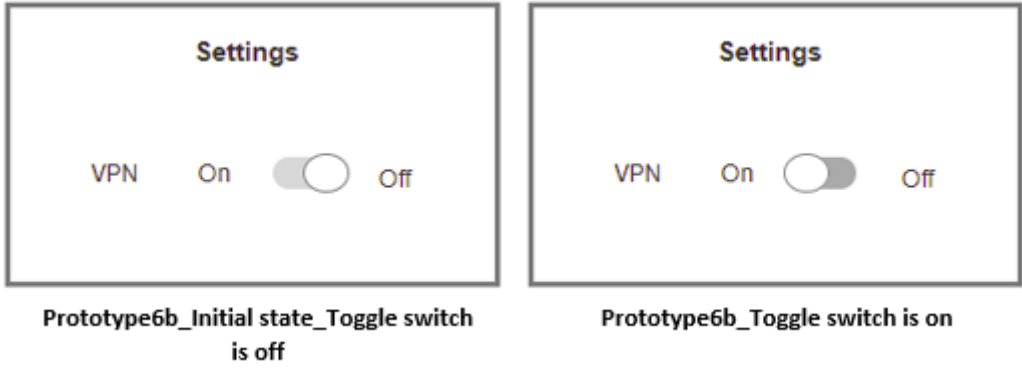 Settings
VPN On Off
Prototype6b_Initial state_Toggle switch
is off
Settings
VPN On Off
Prototype6b_Toggle switch is on